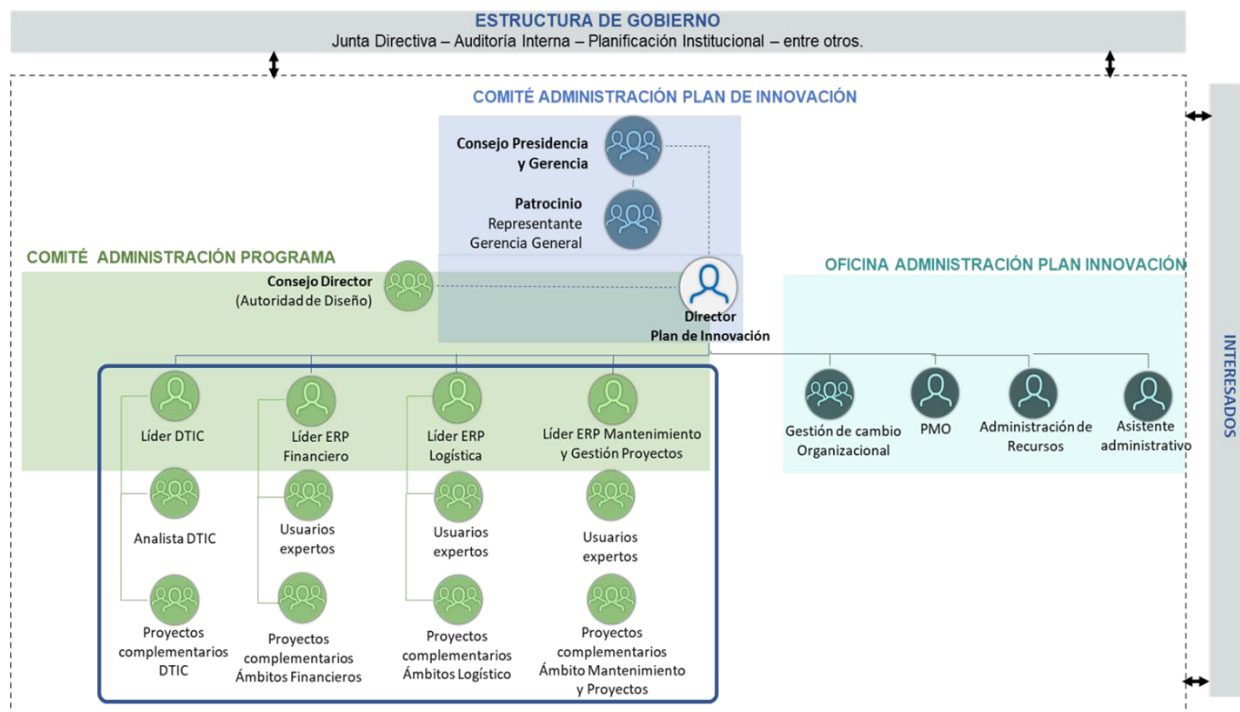 ESTRUCTURA DE GOBIERNO
Junta Directiva – Auditoría Interna – Planificación Institucional – entre otros.
COMITÉ ADMINISTRACIÓN PLAN DE INNOVACIÓN
Consejo Presidencia
y Gerencia
Patrocinio
Representante
Gerencia General
COMITÉ ADMINISTRACIÓN PROGRAMA
Consejo Director
(Autoridad de Diseño)
Director
Plan de Innovación
OFICINA ADMINISTRACIÓN PLAN INNOVACIÓN
INTERESADOS
Líder DTIC
Líder ERP
Financiero
Líder ERP
Logística
Líder ERP Mantenimiento
y Gestión Proyectos
Gestión de cambio
Organizacional
PMO
Administración de
Recursos
Asistente
administrativo
Analista DTIC
Usuarios
expertos
Usuarios
expertos
Usuarios
expertos
Proyectos
complementarios
DTIC
Proyectos
complementarios
Ámbitos Financieros
Proyectos
complementarios
Ámbitos Logístico
Proyectos
complementarios
Ámbito Mantenimiento
y Proyectos